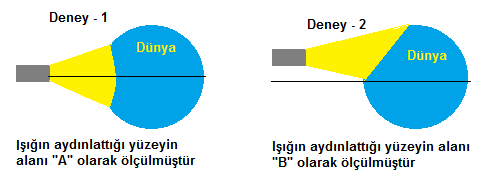 Deney - 1
Dünya
Işığın aydınlattığı yüzeyin
alanı "A" olarak ölçülmüştür
Deney - 2
Dünya
Işığın aydınlattığı yüzeyin alanı
"B" olarak ölçülmüştür